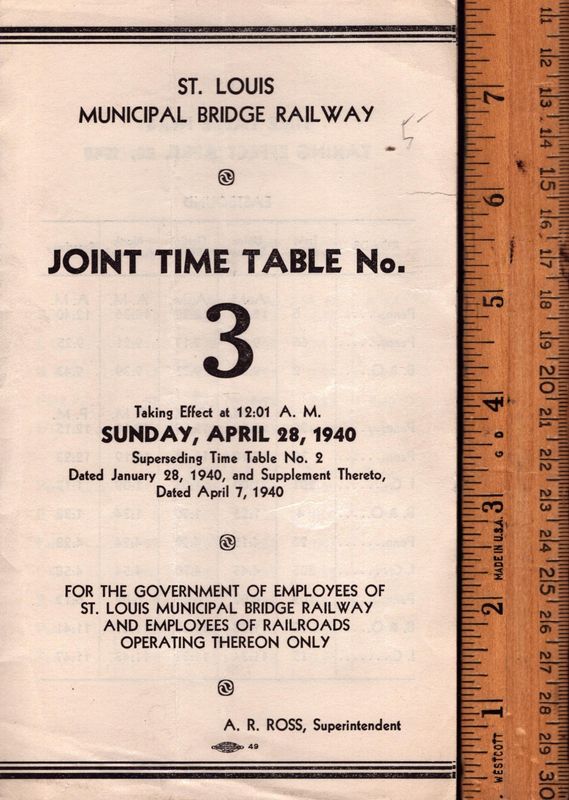 ST. LOUIS
MUNICIPAL BRIDGE RAILWAY
5
JOINT TIME TABLE No.
3
Taking Effect at 12:01 A. M.
SUNDAY, APRIL 28, 1940
Superseding Time Table No. 2
Dated January 28, 1940, and Supplement Thereto,
Dated April 7, 1940
FOR THE GOVERNMENT OF EMPLOYEES OF
ST. LOUIS MUNICIPAL BRIDGE RAILWAY
AND EMPLOYEES OF RAILROADS
OPERATING THEREON ONLY
A. R. ROSS, Superintendent
49
7
6
5
4
G D
3
MADE IN U.S.A.
2
1
WESTCOTT
11
12
13
14
15
16
17
18
19
20
21
22
23
24
25
26
27
28
29
30